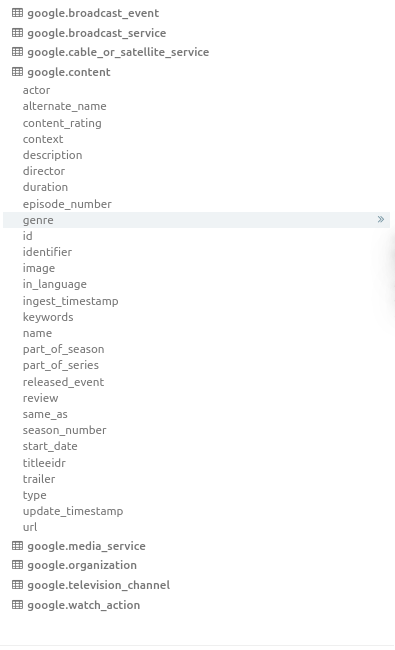 google.broadcast_event
google.broadcast_service
google.cable_or_satellite_service
google.content
actor
alternate_name
content_rating
context
description
director
duration
episode_number
genre »
id
identifier
image
in_language
ingest_timestamp
keywords
name
part_of_season
part_of_series
released_event
review
same_as
season_number
start_date
titleeidr
trailer
type
update_timestamp
url
google.media_service
google.organization
google.television_channel
google.watch_action